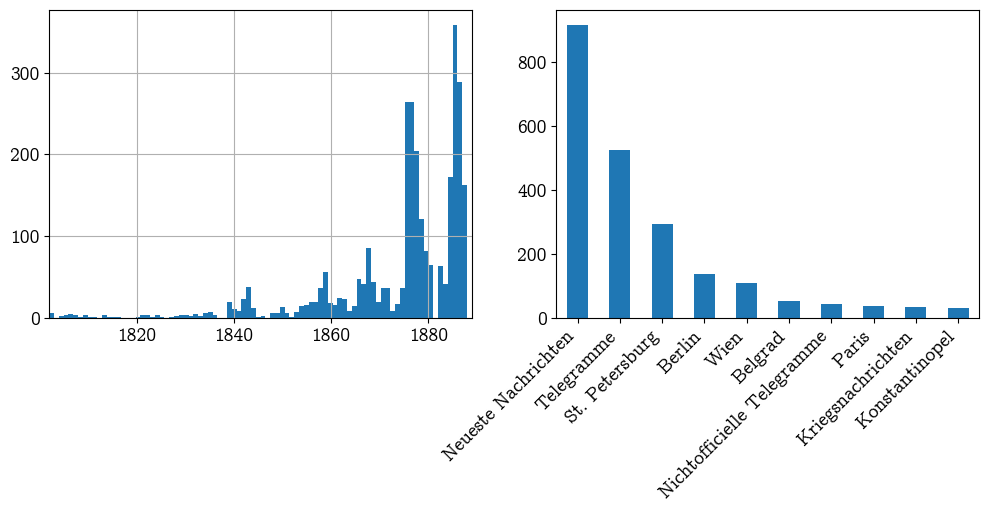 300
200
100
0
1820 1840 1860 1880
800
600
400
200
0
Neueste Nachrichten
Telegramme
St. Petersburg
Berlin
Wien
Belgrad
Nichtofficielle Telegramme
Paris
Kriegsnachrichten
Konstantinopel